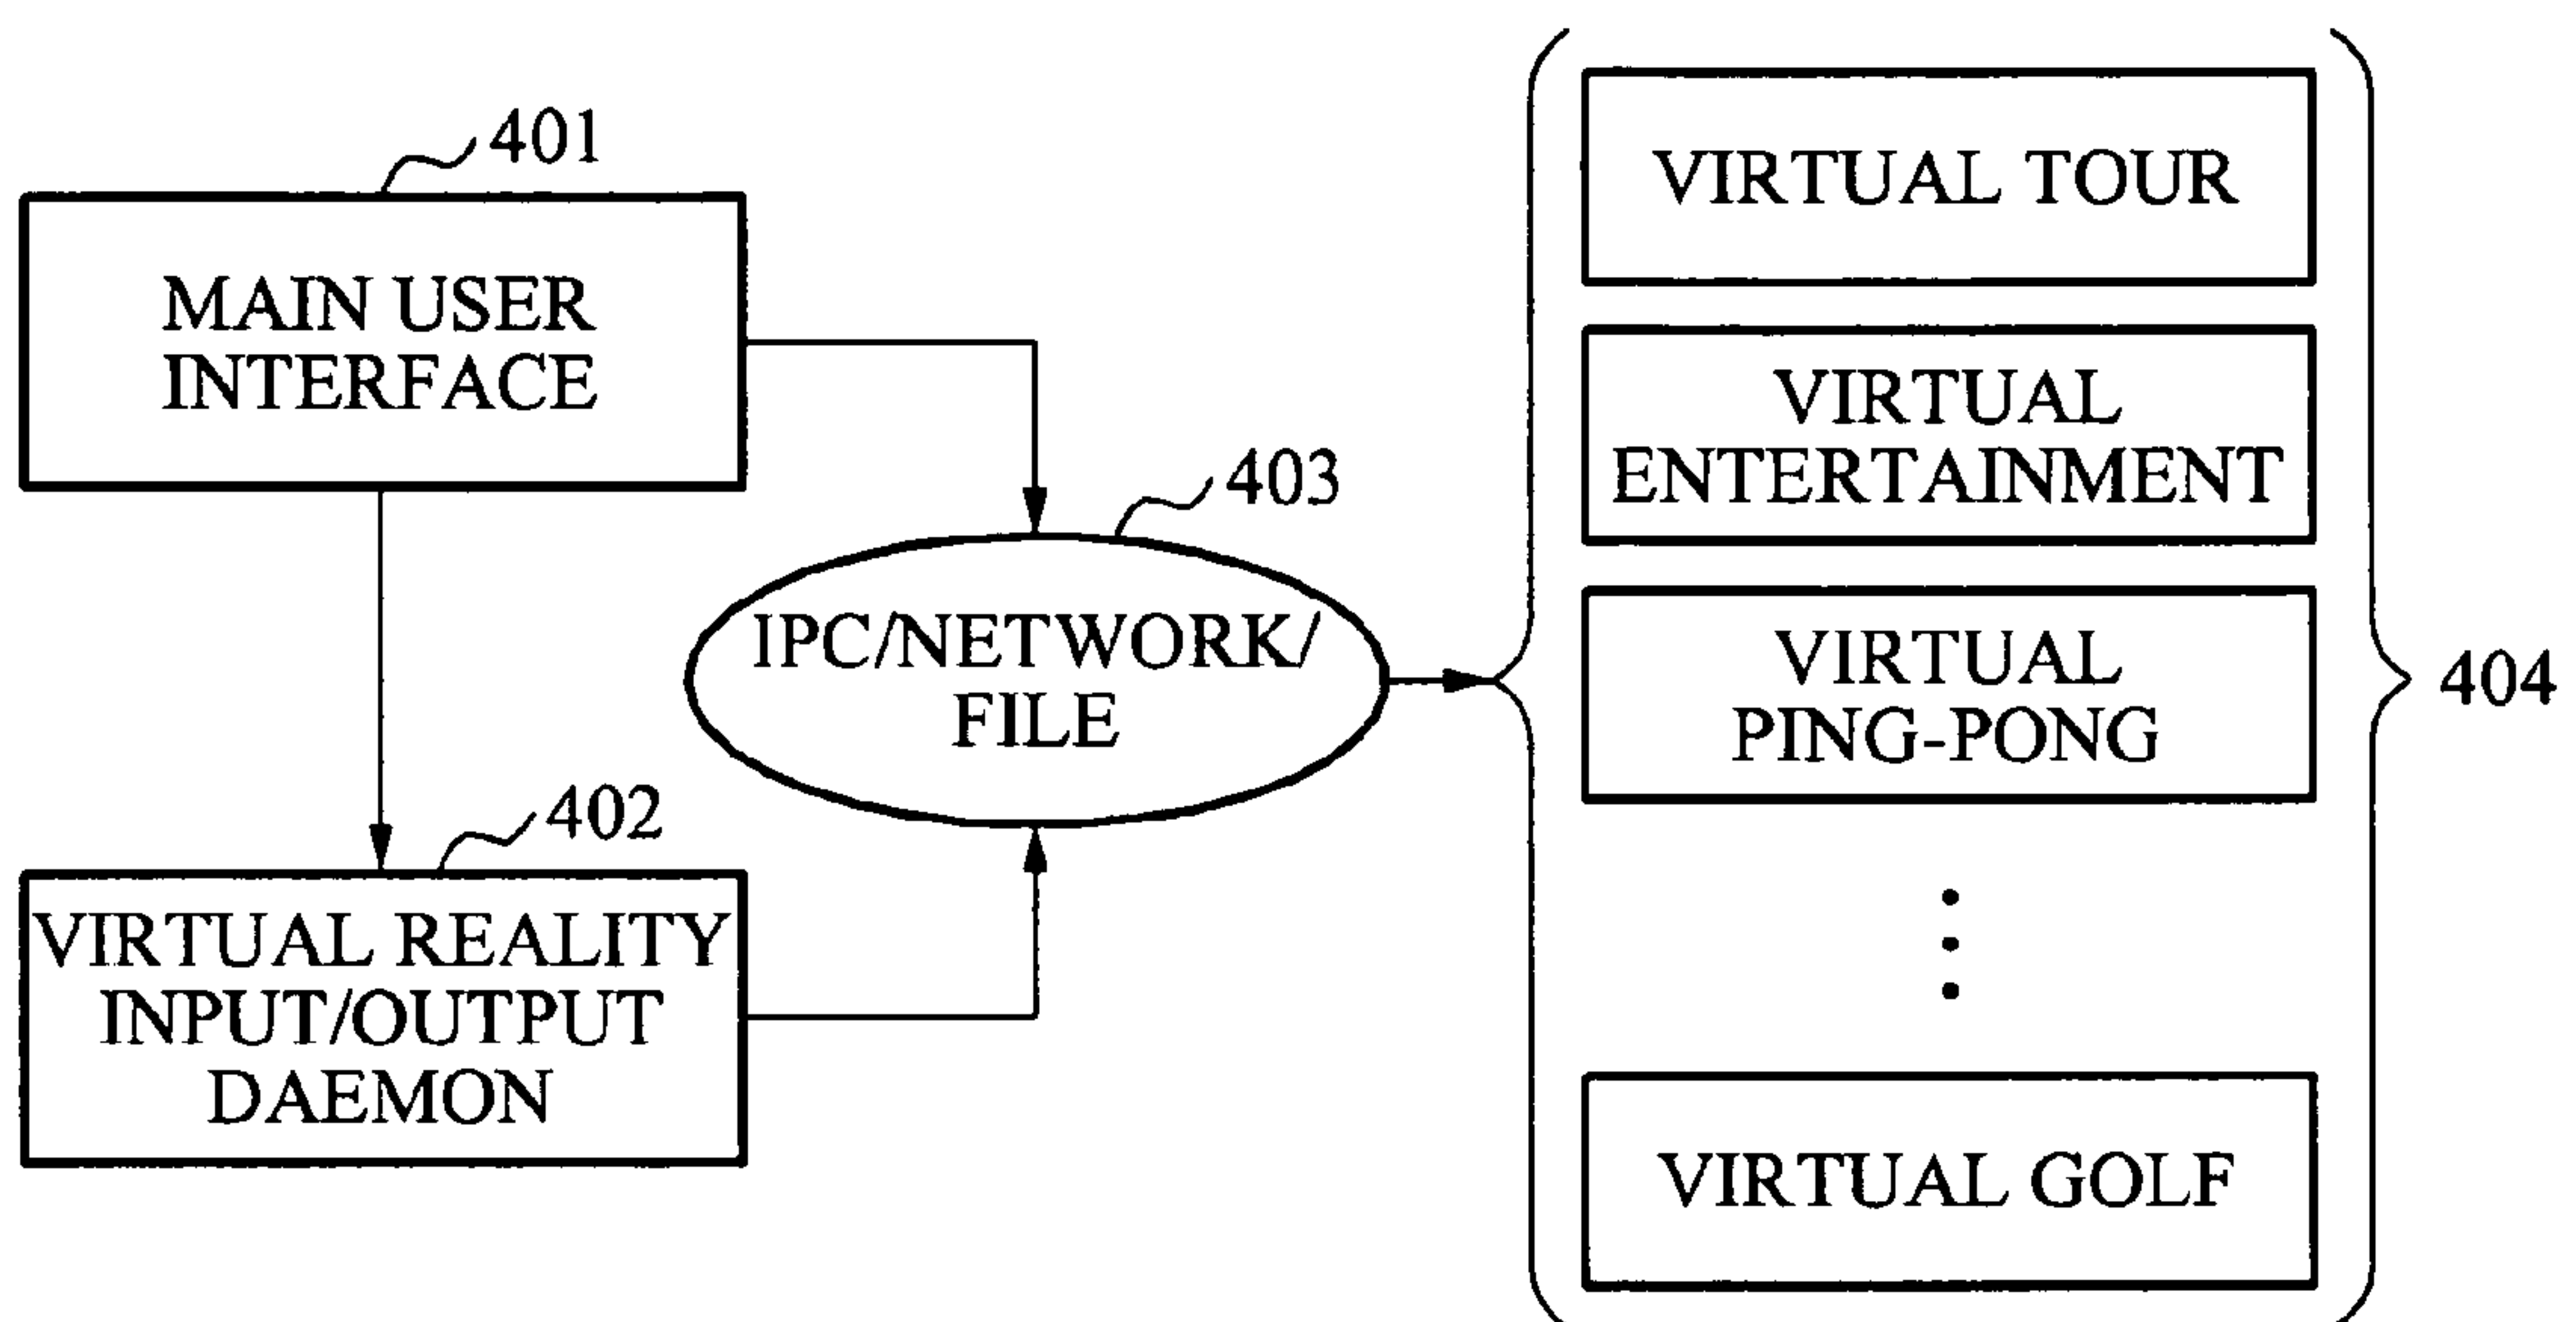 401
MAIN USER
INTERFACE
402
VIRTUAL REALITY
INPUT/OUTPUT
DAEMON
403
IPC/NETWORK/
FILE
VIRTUAL TOUR
VIRTUAL
ENTERTAINMENT
VIRTUAL
PING-PONG
VIRTUAL GOLF
404